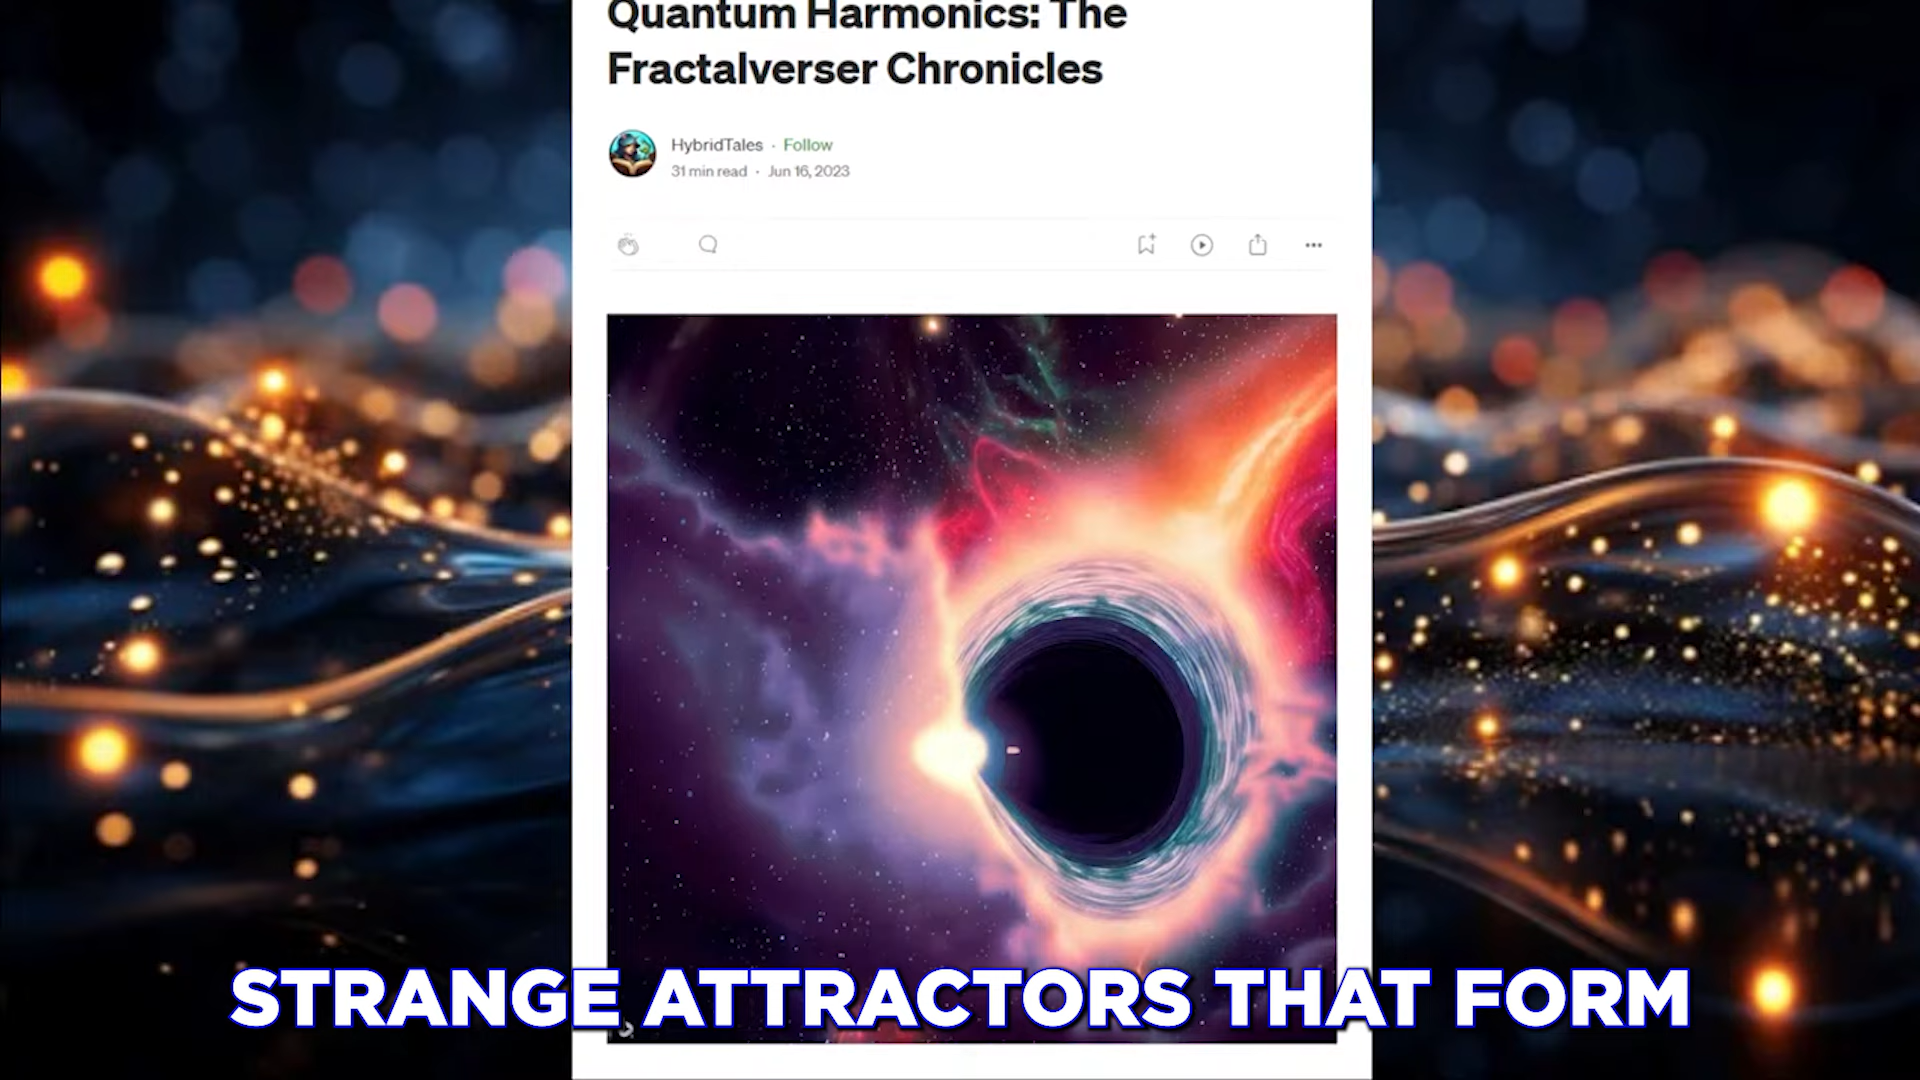 Quantum Harmonics: The
Fractalverser Chronicles
HybridTales · Follow
31 min read · Jun 16, 2023
STRANGE ATTRACTORS THAT FORM